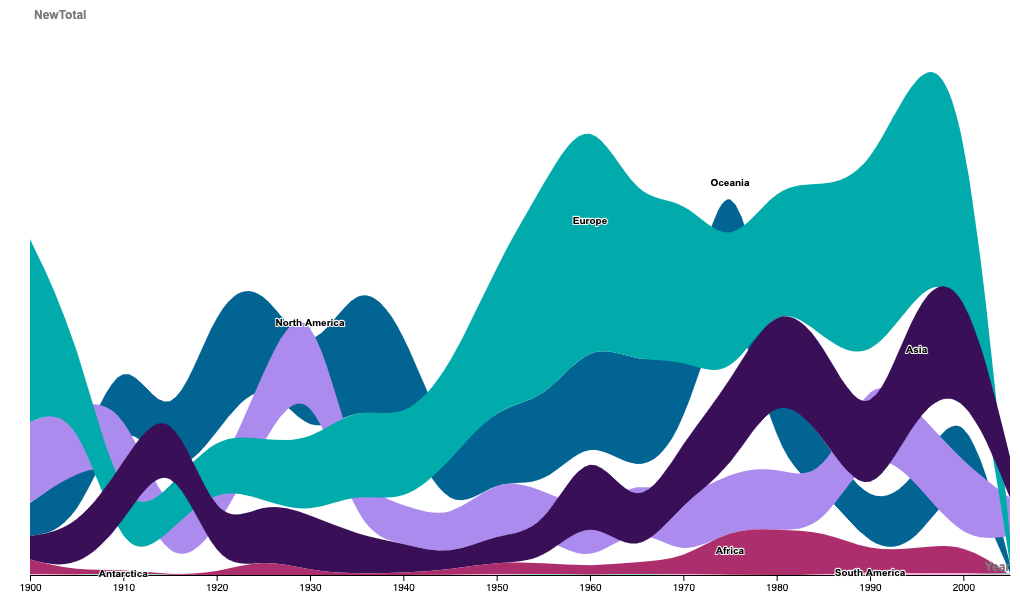 NewTotal
Oceania
Europe
North America
Asia
Africa
Year
South America
Antarctica
1900 1910 1920 1930 1940 1950 1960 1970 1980 1990 2000